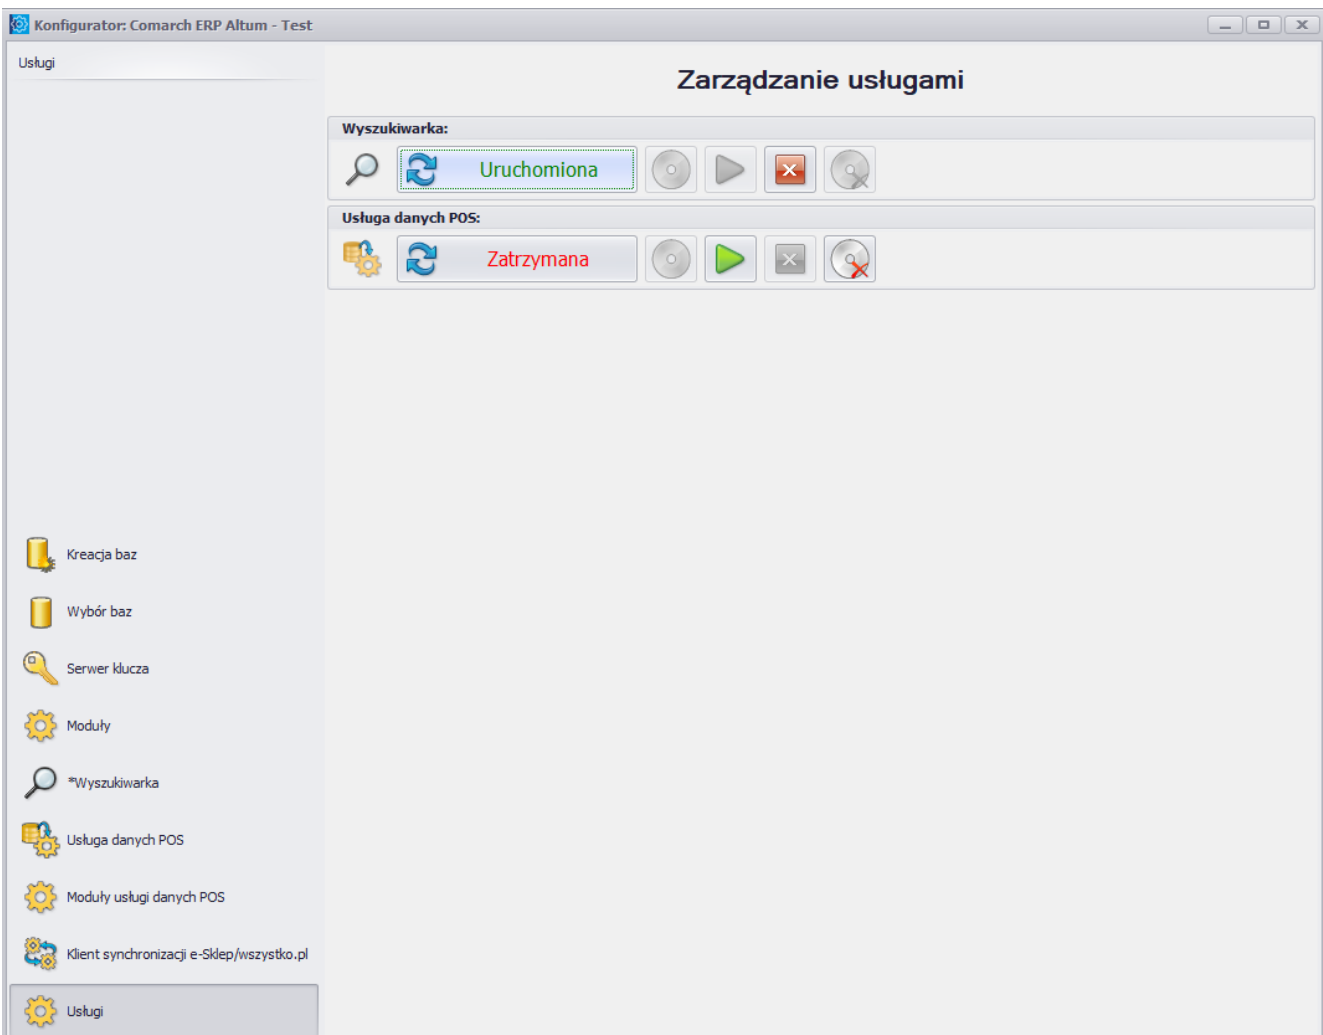 Konfigurator: Comarch ERP Altum - Test
Usługi
Zarządzanie usługami
Wyszukiwarka:
Uruchomiona
Usługa danych POS:
Zatrzymana
Kreacja baz
Wybór baz
Serwer klucza
Moduły
*Wyszukiwarka
Usługa danych POS
Moduły usługi danych POS
Klient synchronizacji e-Sklep/wszystko.pl
Usługi